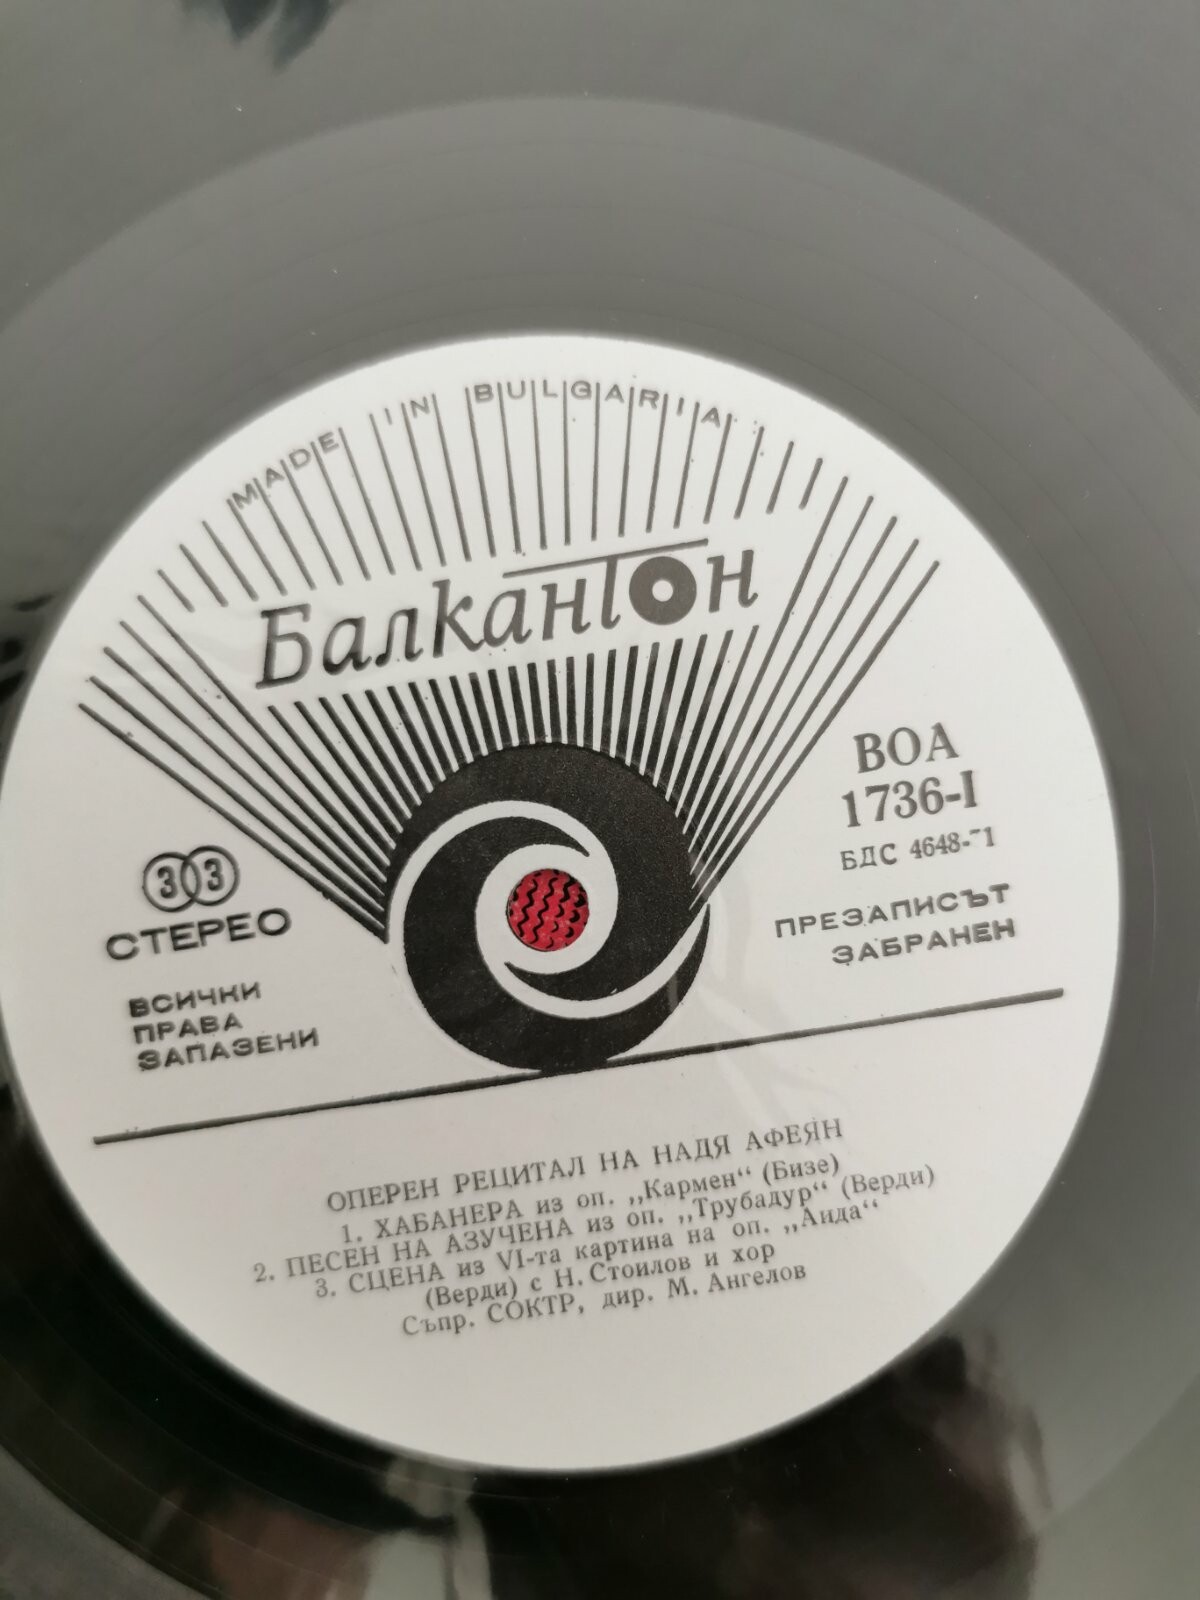 MADE IN BULGARIA
Балкантон
ВОА
1736-I
БДС 4648-71
33
СТЕРЕО
ПРЕЗАПИСЪТ
ЗАБРАНЕН
ВСИЧКИ
ПРАВА
ЗАПАЗЕНИ
ОПЕРЕН РЕЦИТАЛ НА НАДЯ АФЕЯН
1. ХАБАНЕРА из оп. „Кармен“ (Бизе)
2. ПЕСЕН НА АЗУЧЕНА из оп. „Трубадур“ (Верди)
3. СЦЕНА из VI-та картина на оп. „Аида“
(Верди) с Н. Стоилов и хор
Съпр. СОКТР, дир. М. Ангелов